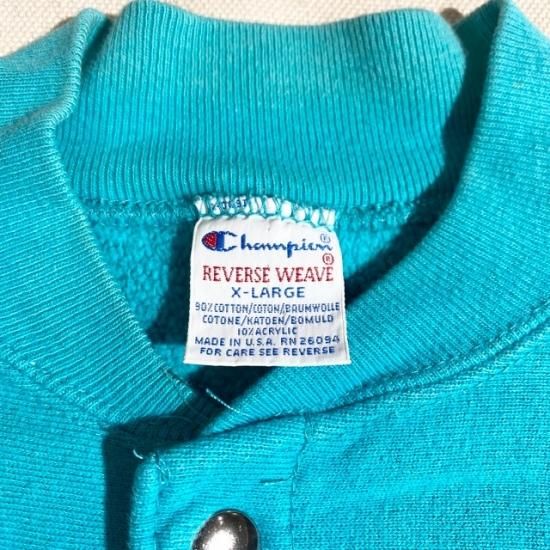 Champion®
REVERSE WEAVE®
X-LARGE
90% COTTON/COTON/BAUMWOLLE
COTONE/KATOEN/BOMULD
10% ACRYLIC
MADE IN U.S.A. RN 26094
FOR CARE SEE REVERSE